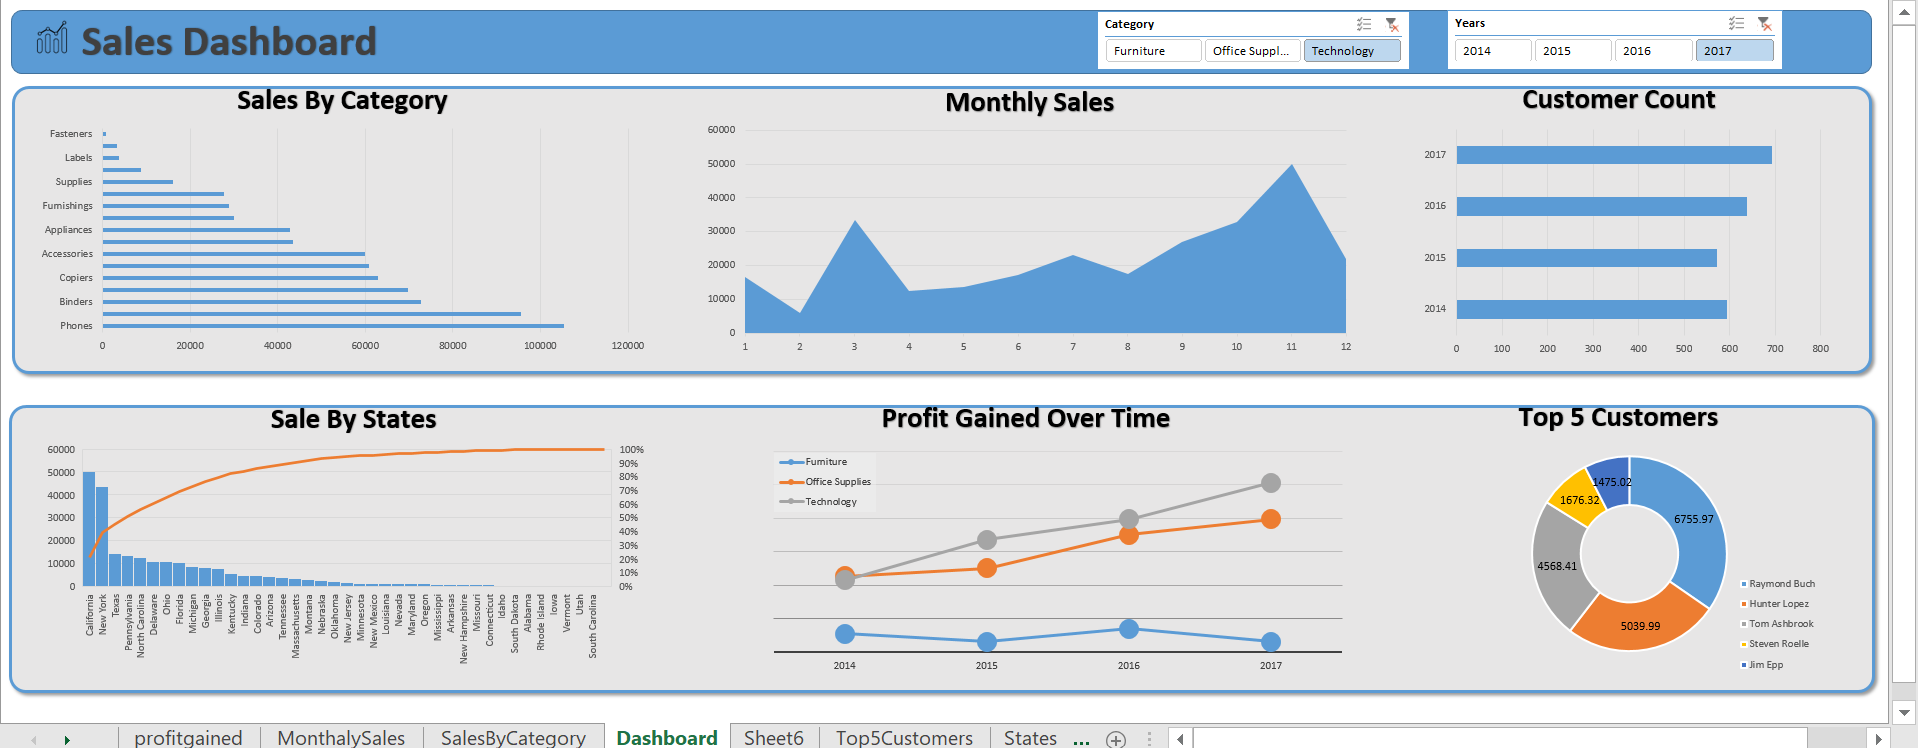 Sales Dashboard
Category
Furniture
Office Suppl...
Technology
Years
2014
2015
2016
2017
Sales By Category
Fasteners
Labels
Supplies
Furnishings
Appliances
Accessories
Copiers
Binders
Phones
0 20000 40000 60000 80000 100000 120000
Monthly Sales
60000
50000
40000
30000
20000
10000
0
1 2 3 4 5 6 7 8 9 10 11 12
Customer Count
2017
2016
2015
2014
0 100 200 300 400 500 600 700 800
Sale By States
60000
50000
40000
30000
20000
10000
0
100%
90%
80%
70%
60%
50%
40%
30%
20%
10%
0%
California
New York
Texas
Pennsylvania
North Carolina
Delaware
Ohio
Florida
Michigan
Georgia
Illinois
Kentucky
Indiana
Colorado
Arizona
Tennessee
Massachusetts
Montana
Nebraska
Oklahoma
New Jersey
Minnesota
New Mexico
Louisiana
Nevada
Maryland
Oregon
Mississippi
Arkansas
New Hampshire
Missouri
Connecticut
Idaho
South Dakota
Alabama
Rhode Island
Iowa
Vermont
Utah
South Carolina
Profit Gained Over Time
Furniture
Office Supplies
Technology
2014 2015 2016 2017
Top 5 Customers
1475.02
1676.32
6755.97
4568.41
5039.99
Raymond Buch
Hunter Lopez
Tom Ashbrook
Steven Roelle
Jim Epp
profitgained
MonthalySales
SalesByCategory
Dashboard
Sheet6
Top5Customers
States
...